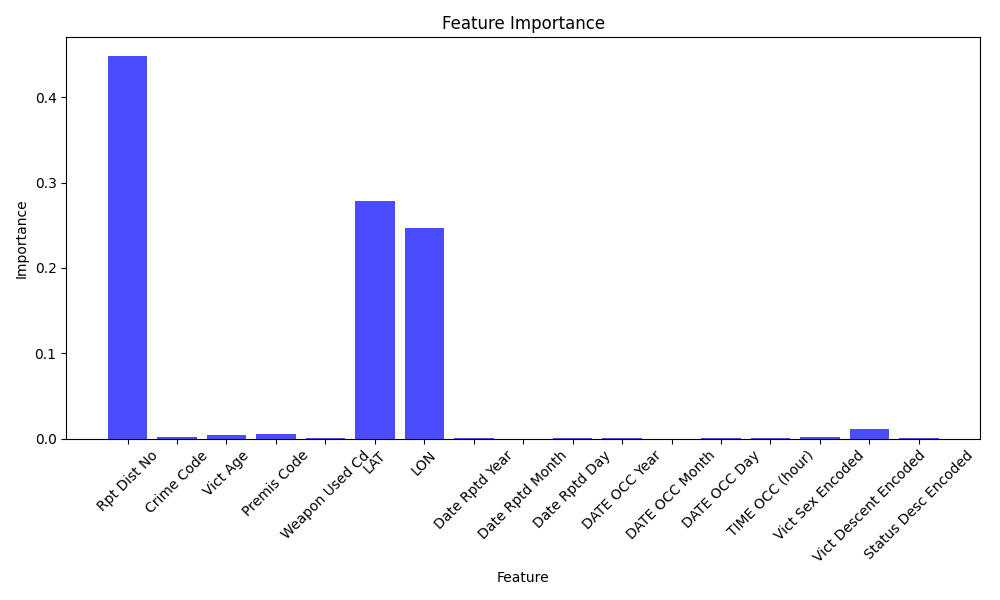 Feature Importance
Importance
0.4
0.3
0.2
0.1
0.0
Rpt Dist No
Crime Code
Vict Age
Premis Code
Weapon Used Cd
LAT
LON
Date Rptd Year
Date Rptd Month
Date Rptd Day
DATE OCC Year
DATE OCC Month
DATE OCC Day
TIME OCC (hour)
Vict Sex Encoded
Vict Descent Encoded
Status Desc Encoded
Feature